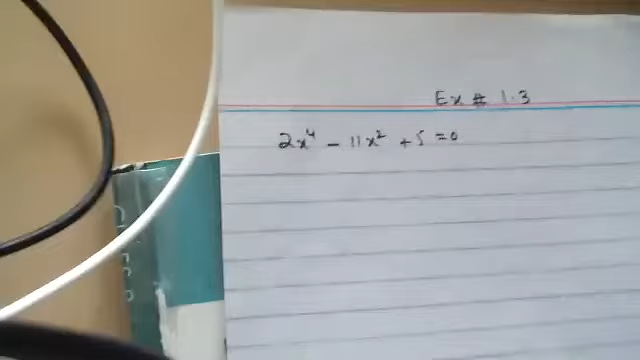 Ex # 1.3
2x⁴ - 11x² + 5 = 0